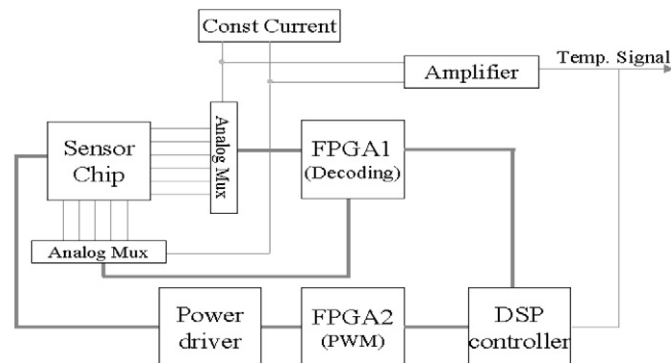 Const Current
Amplifier
Temp. Signal
Sensor
Chip
Analog Mux
FPGA1
(Decoding)
Analog Mux
Power
driver
FPGA2
(PWM)
DSP
controller